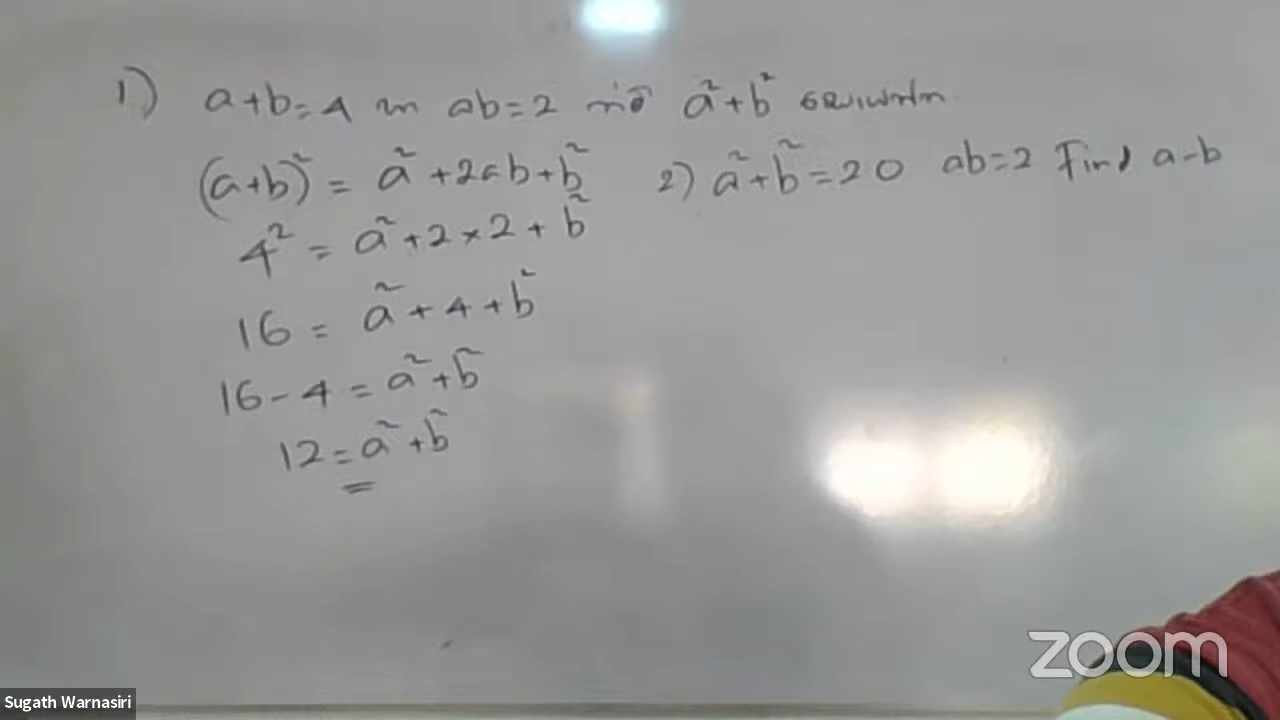 1) a+b=4 හා ab=2 නම් a²+b² සොයන්න.
(a+b)² = a²+2ab+b²
4² = a²+2×2+b²
16 = a²+4+b²
16-4 = a²+b²
12 = a²+b²
2) a²+b²=20 ab=2 Find a-b
zoom
Sugath Warnasiri